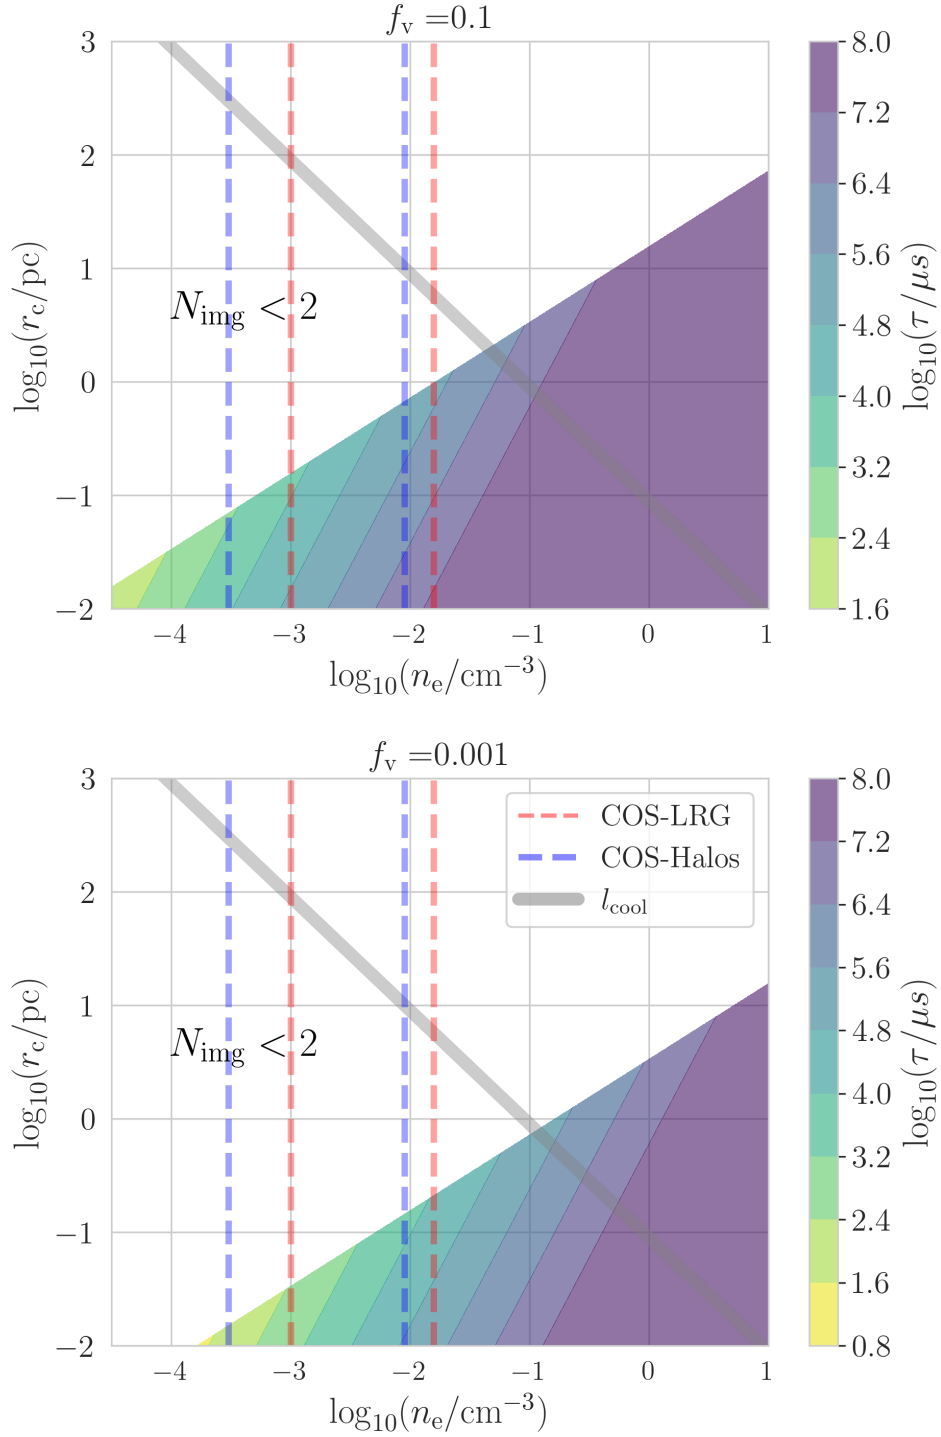 f_v =0.1
3
2
1
0
−1
−2
log₁₀(r_c/pc)
N_img < 2
−4 −3 −2 −1 0 1
log₁₀(n_e/cm⁻³)
8.0
7.2
6.4
5.6
4.8
4.0
3.2
2.4
1.6
log₁₀(τ/μs)
f_v =0.001
3
2
1
0
−1
−2
log₁₀(r_c/pc)
N_img < 2
COS-LRG
COS-Halos
l_cool
−4 −3 −2 −1 0 1
log₁₀(n_e/cm⁻³)
8.0
7.2
6.4
5.6
4.8
4.0
3.2
2.4
1.6
0.8
log₁₀(τ/μs)